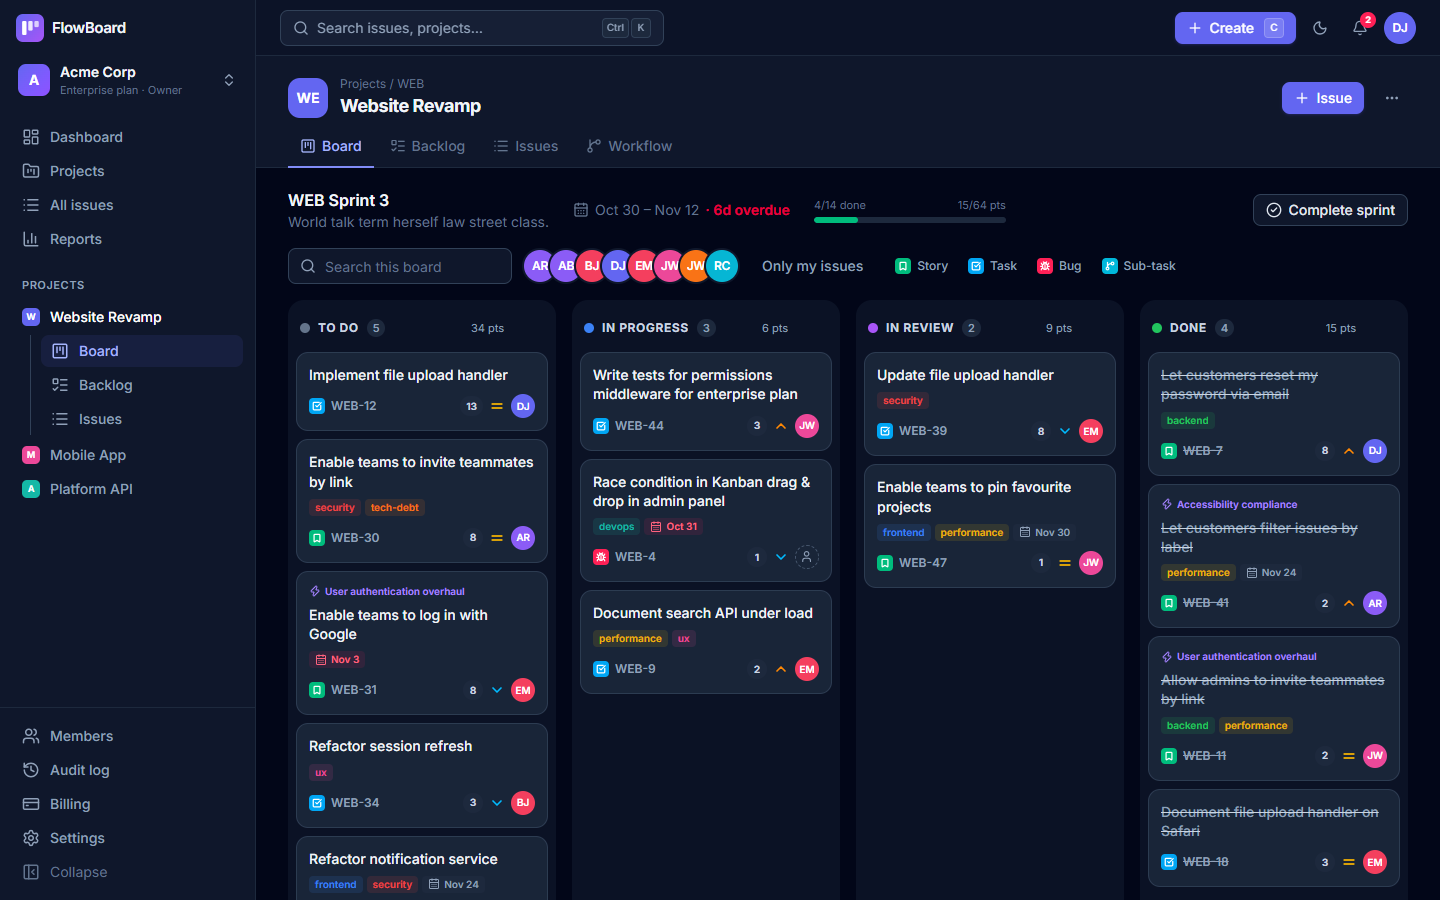 FlowBoard
A
Acme Corp
Enterprise plan · Owner
Dashboard
Projects
All issues
Reports
PROJECTS
W
Website Revamp
Board
Backlog
Issues
M
Mobile App
A
Platform API
Members
Audit log
Billing
Settings
Collapse
Search issues, projects...
Ctrl
K
Create
C
2
DJ
WE
Projects / WEB
Website Revamp
Issue
Board
Backlog
Issues
Workflow
WEB Sprint 3
World talk term herself law street class.
Oct 30 – Nov 12 · 6d overdue
4/14 done
15/64 pts
Complete sprint
Search this board
AR
AB
BJ
DJ
EM
JW
JW
RC
Only my issues
Story
Task
Bug
Sub-task
TO DO
5
34 pts
Implement file upload handler
WEB-12
13
DJ
Enable teams to invite teammates
by link
security
tech-debt
WEB-30
8
AR
User authentication overhaul
Enable teams to log in with
Google
Nov 3
WEB-31
8
EM
Refactor session refresh
ux
WEB-34
3
BJ
Refactor notification service
frontend
security
Nov 24
IN PROGRESS
3
6 pts
Write tests for permissions
middleware for enterprise plan
WEB-44
3
JW
Race condition in Kanban drag &
drop in admin panel
devops
Oct 31
WEB-4
1
Document search API under load
performance
ux
WEB-9
2
EM
IN REVIEW
2
9 pts
Update file upload handler
security
WEB-39
8
EM
Enable teams to pin favourite
projects
frontend
performance
Nov 30
WEB-47
1
JW
DONE
4
15 pts
Let customers reset my
password via email
backend
WEB-7
8
DJ
Accessibility compliance
Let customers filter issues by
label
performance
Nov 24
WEB-41
2
AR
User authentication overhaul
Allow admins to invite teammates
by link
backend
performance
WEB-11
2
JW
Document file upload handler on
Safari
WEB-18
3
EM